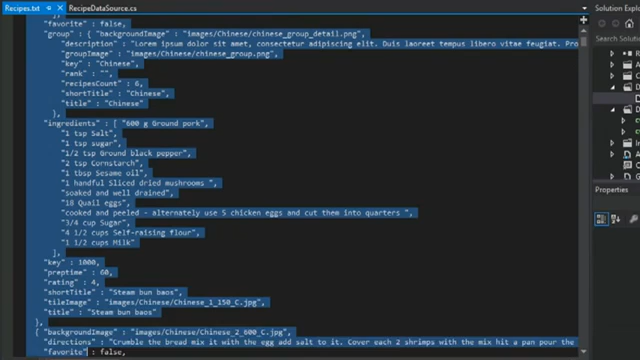 Recipes.txt
RecipeDataSource.cs
Solution Explorer
],
"favorite" : false,
"group" : { "backgroundImage" : "images/Chinese/chinese_group_detail.png",
"description" : "Lorem ipsum dolor sit amet, consectetur adipiscing elit. Duis laoreet tempus libero vitae feugiat. Pro
"groupImage" : "images/Chinese/chinese_group.png",
"key" : "Chinese",
"rank" : "",
"recipesCount" : 6,
"shortTitle" : "Chinese",
"title" : "Chinese"
},
"ingredients" : [ "600 g Ground pork",
"1 tsp Salt",
"1 tsp sugar",
"1/2 tsp Ground black pepper",
"2 tsp Cornstarch",
"1 tbsp Sesame oil",
"1 handful Sliced dried mushrooms ",
"soaked and well drained",
"18 Quail eggs",
"cooked and peeled - alternately use 5 chicken eggs and cut them into quarters ",
"3/4 cup Sugar",
"4 1/2 cups Self-raising flour",
"1 1/2 cups Milk"
],
"key" : 1000,
"preptime" : 60,
"rating" : 4,
"shortTitle" : "Steam bun baos",
"tileImage" : "images/Chinese/Chinese_1_150_C.jpg",
"title" : "Steam bun baos"
},
{ "backgroundImage" : "images/Chinese/Chinese_2_600_C.jpg",
"directions" : "Crumble the bread mix it with the egg add salt to it. Cover each 2 shrimps with the mix hit a pan pour the
"favorite" : false,
Search Solution
Properties